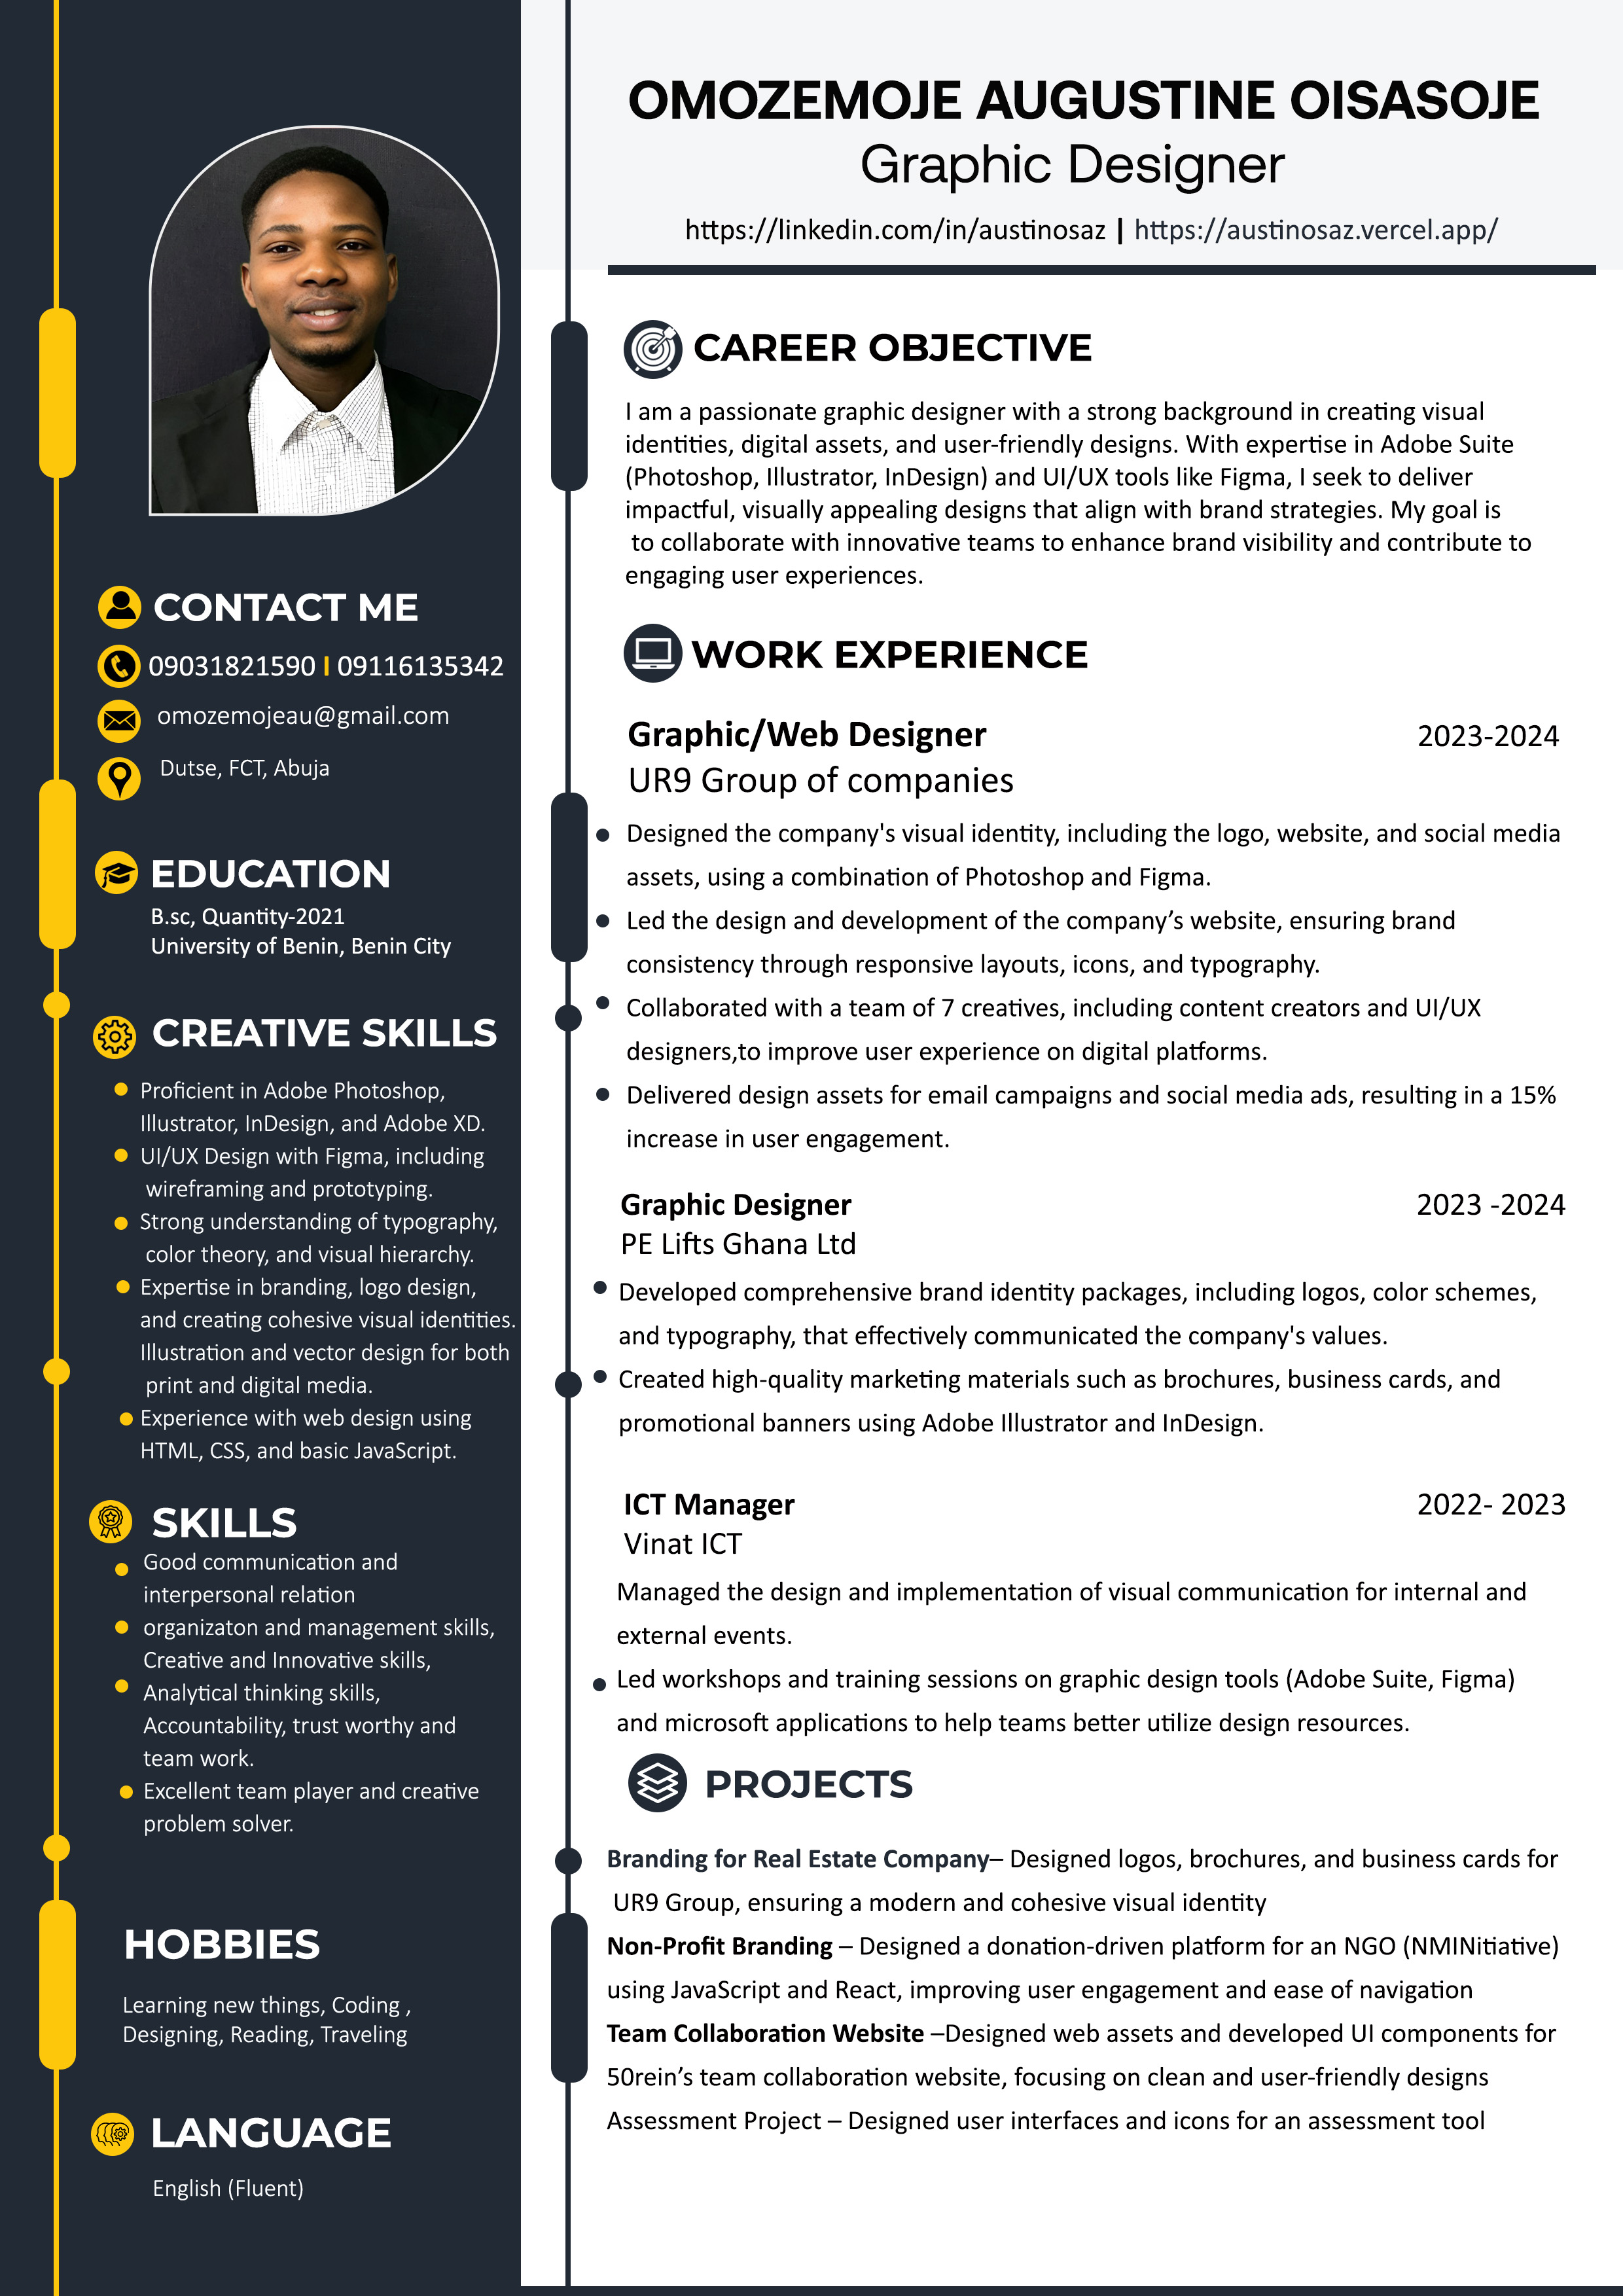 OMOZEMOJE AUGUSTINE OISASOJE
Graphic Designer
https://linkedin.com/in/austinosaz | https://austinosaz.vercel.app/
CONTACT ME
09031821590 I 09116135342
omozemojeau@gmail.com
Dutse, FCT, Abuja
EDUCATION
B.sc, Quantity-2021
University of Benin, Benin City
CREATIVE SKILLS
Proficient in Adobe Photoshop,
Illustrator, InDesign, and Adobe XD.
UI/UX Design with Figma, including
wireframing and prototyping.
Strong understanding of typography,
color theory, and visual hierarchy.
Expertise in branding, logo design,
and creating cohesive visual identities.
Illustration and vector design for both
print and digital media.
Experience with web design using
HTML, CSS, and basic JavaScript.
SKILLS
Good communication and
interpersonal relation
organizaton and management skills,
Creative and Innovative skills,
Analytical thinking skills,
Accountability, trust worthy and
team work.
Excellent team player and creative
problem solver.
HOBBIES
Learning new things, Coding ,
Designing, Reading, Traveling
LANGUAGE
English (Fluent)
CAREER OBJECTIVE
I am a passionate graphic designer with a strong background in creating visual
identities, digital assets, and user-friendly designs. With expertise in Adobe Suite
(Photoshop, Illustrator, InDesign) and UI/UX tools like Figma, I seek to deliver
impactful, visually appealing designs that align with brand strategies. My goal is
to collaborate with innovative teams to enhance brand visibility and contribute to
engaging user experiences.
WORK EXPERIENCE
Graphic/Web Designer 2023-2024
UR9 Group of companies
Designed the company's visual identity, including the logo, website, and social media
assets, using a combination of Photoshop and Figma.
Led the design and development of the company’s website, ensuring brand
consistency through responsive layouts, icons, and typography.
Collaborated with a team of 7 creatives, including content creators and UI/UX
designers,to improve user experience on digital platforms.
Delivered design assets for email campaigns and social media ads, resulting in a 15%
increase in user engagement.
Graphic Designer 2023 -2024
PE Lifts Ghana Ltd
Developed comprehensive brand identity packages, including logos, color schemes,
and typography, that effectively communicated the company's values.
Created high-quality marketing materials such as brochures, business cards, and
promotional banners using Adobe Illustrator and InDesign.
ICT Manager 2022- 2023
Vinat ICT
Managed the design and implementation of visual communication for internal and
external events.
Led workshops and training sessions on graphic design tools (Adobe Suite, Figma)
and microsoft applications to help teams better utilize design resources.
PROJECTS
Branding for Real Estate Company– Designed logos, brochures, and business cards for
UR9 Group, ensuring a modern and cohesive visual identity
Non-Profit Branding – Designed a donation-driven platform for an NGO (NMINitiative)
using JavaScript and React, improving user engagement and ease of navigation
Team Collaboration Website –Designed web assets and developed UI components for
50rein’s team collaboration website, focusing on clean and user-friendly designs
Assessment Project – Designed user interfaces and icons for an assessment tool